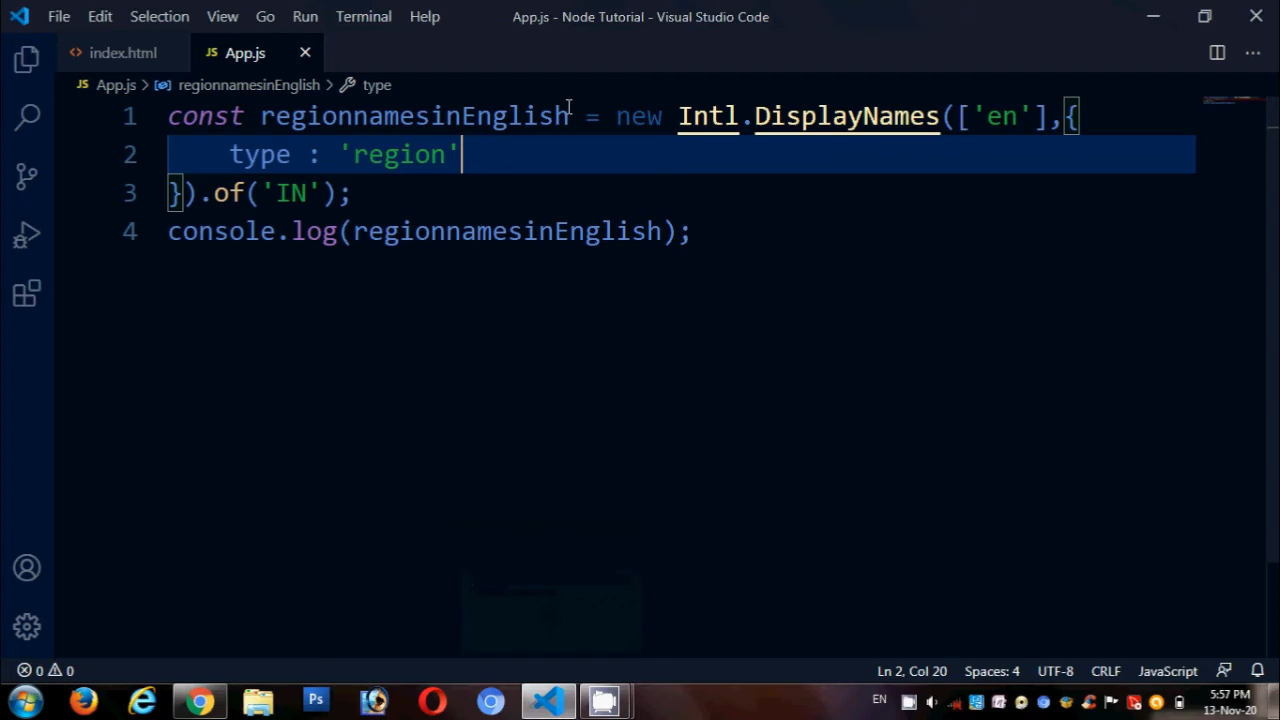 File Edit Selection View Go Run Terminal Help App.js - Node Tutorial - Visual Studio Code
<> index.html JS App.js ×
JS App.js > regionnamesinEnglish > type
1 const regionnamesinEnglish = new Intl.DisplayNames(['en'],{
2 type : 'region'
3 }).of('IN');
4 console.log(regionnamesinEnglish);
0 0 Ln 2, Col 20 Spaces: 4 UTF-8 CRLF JavaScript
Ps EN 5:57 PM
13-Nov-20